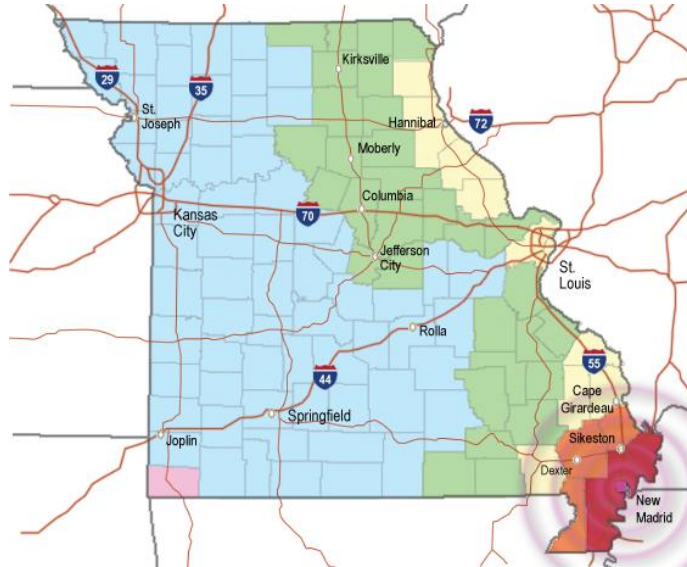 Kirksville
29
35
St.
Joseph
Hannibal
72
Moberly
Columbia
Kansas
City
70
Jefferson
City
St.
Louis
Rolla
55
44
Cape
Girardeau
Springfield
Sikeston
Joplin
Dexter
New
Madrid